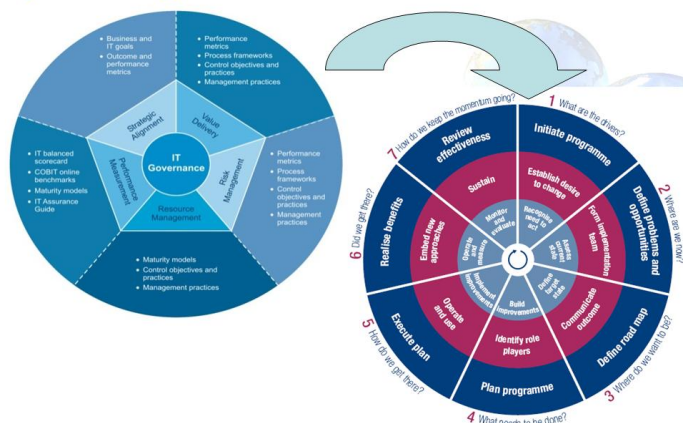 • Business and
IT goals
• Outcome and
performance
metrics
• Performance
metrics
• Process frameworks
• Control objectives and
practices
• Management practices
Strategic
Alignment
Value
Delivery
IT
Governance
Performance
Measurement
Risk
Management
Resource Management
• IT balanced
scorecard
• COBIT online
benchmarks
• Maturity models
• IT Assurance
Guide
• Performance
metrics
• Process
frameworks
• Control
objectives and
practices
• Management
practices
• Maturity models
• Control objectives and
practices
• Management practices
1 What are the drivers?
Initiate programme
Establish desire
to change
Recognise
need to
act
2 Where are we now?
Define problems and
opportunities
Form implementation
team
Assess
current
state
3 Where do we want to be?
Define road map
Communicate
outcome
Define
target
state
4 What needs to be done?
Plan programme
Identify role
players
Build
improvements
5 How do we get there?
Execute plan
Operate
and use
Implement
improvements
6 Did we get there?
Realise benefits
Embed new
approaches
Operate
and
measure
7 How do we keep the momentum going?
Review
effectiveness
Sustain
Monitor
and
evaluate